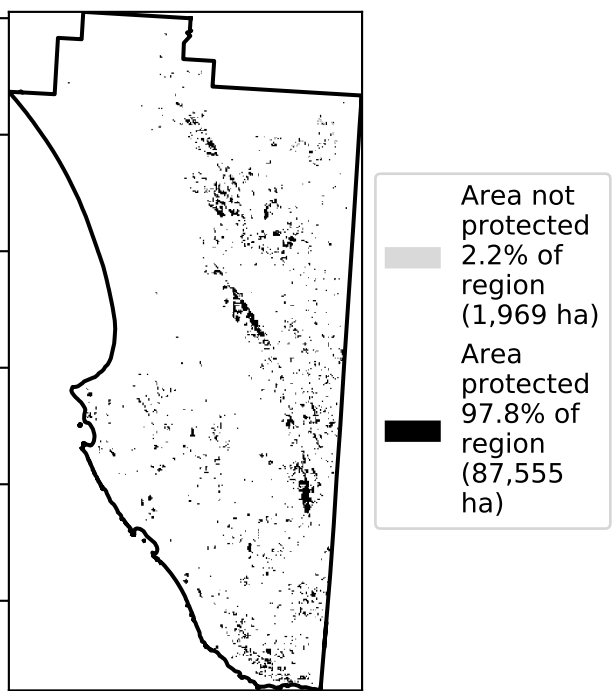 Area not
protected
2.2% of
region
(1,969 ha)
Area
protected
97.8% of
region
(87,555
ha)